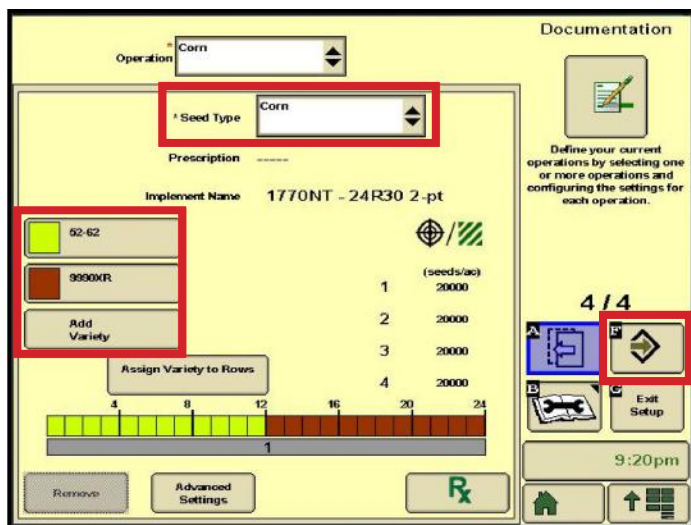 Documentation
* Operation Corn
* Seed Type Corn
Prescription -----
Implement Name 1770NT - 24R30 2-pt
Define your current
operations by selecting one
or more operations and
configuring the settings for
each operation.
62-62
9990XR
Add
Variety
/
(seeds/ac)
1 20000
2 20000
3 20000
4 20000
4 / 4
A
F
B
G
Exit
Setup
Assign Variety to Rows
4 8 12 16 20 24
1
9:20pm
Remove
Advanced
Settings
Rx